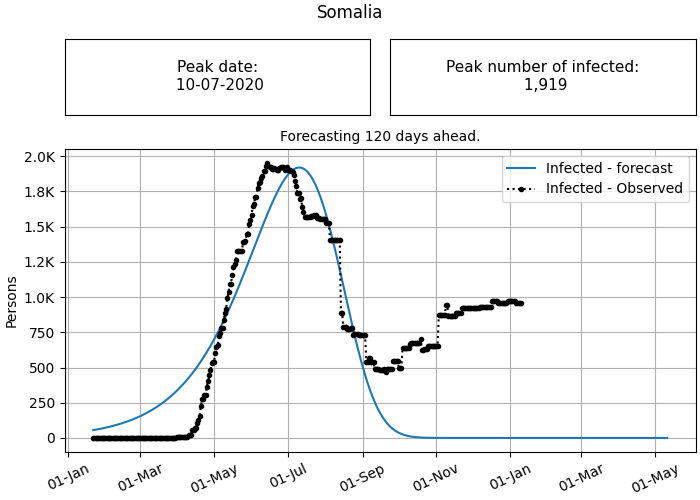 Somalia
Peak date:
10-07-2020
Peak number of infected:
1,919
Forecasting 120 days ahead.
Infected - forecast
Infected - Observed
Persons
2.0K
1.8K
1.5K
1.2K
1.0K
750
500
250
0
01-Jan
01-Mar
01-May
01-Jul
01-Sep
01-Nov
01-Jan
01-Mar
01-May